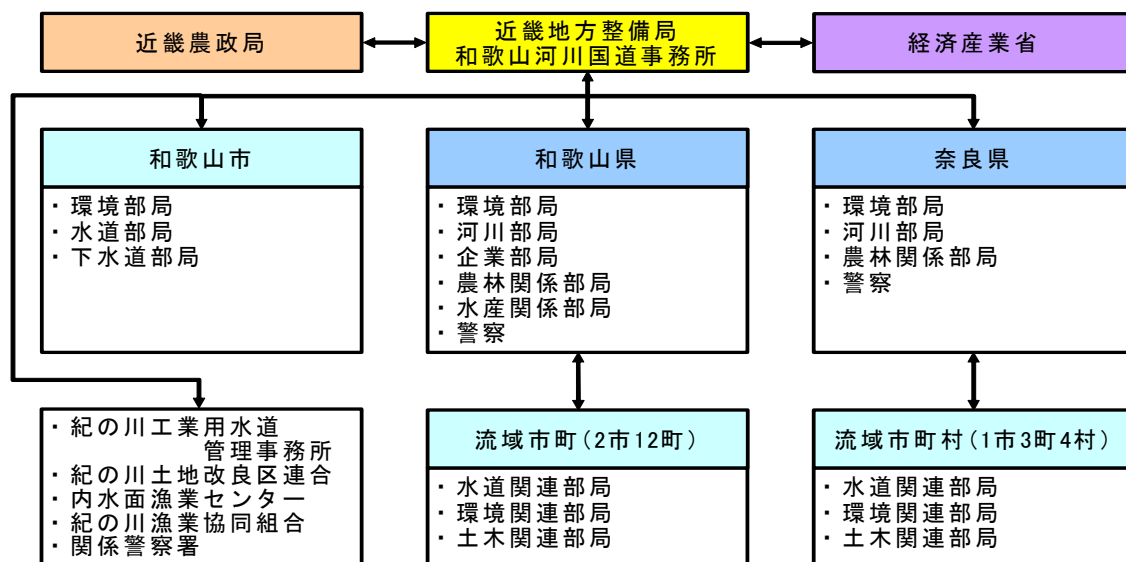 近畿農政局
近畿地方整備局
和歌山河川国道事務所
経済産業省
和歌山市
・環境部局
・水道部局
・下水道部局
和歌山県
・環境部局
・河川部局
・企業部局
・農林関係部局
・水産関係部局
・警察
奈良県
・環境部局
・河川部局
・農林関係部局
・警察
・紀の川工業用水道
管理事務所
・紀の川土地改良区連合
・内水面漁業センター
・紀の川漁業協同組合
・関係警察署
流域市町(2市12町)
・水道関連部局
・環境関連部局
・土木関連部局
流域市町村(1市3町4村)
・水道関連部局
・環境関連部局
・土木関連部局